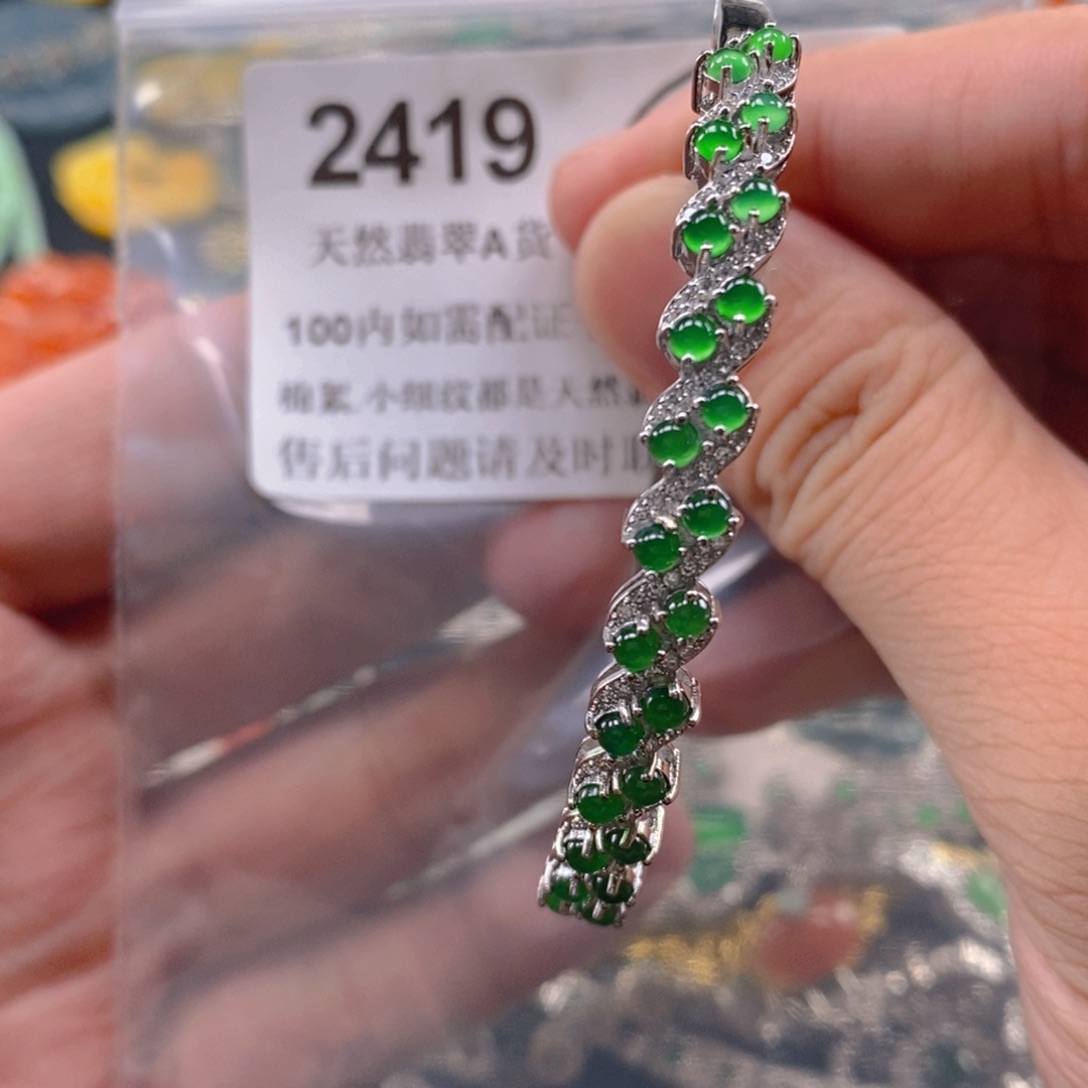 2419
天然翡翠A货
100内如需配证
棉絮.小细纹都是天然
售后问题请及时